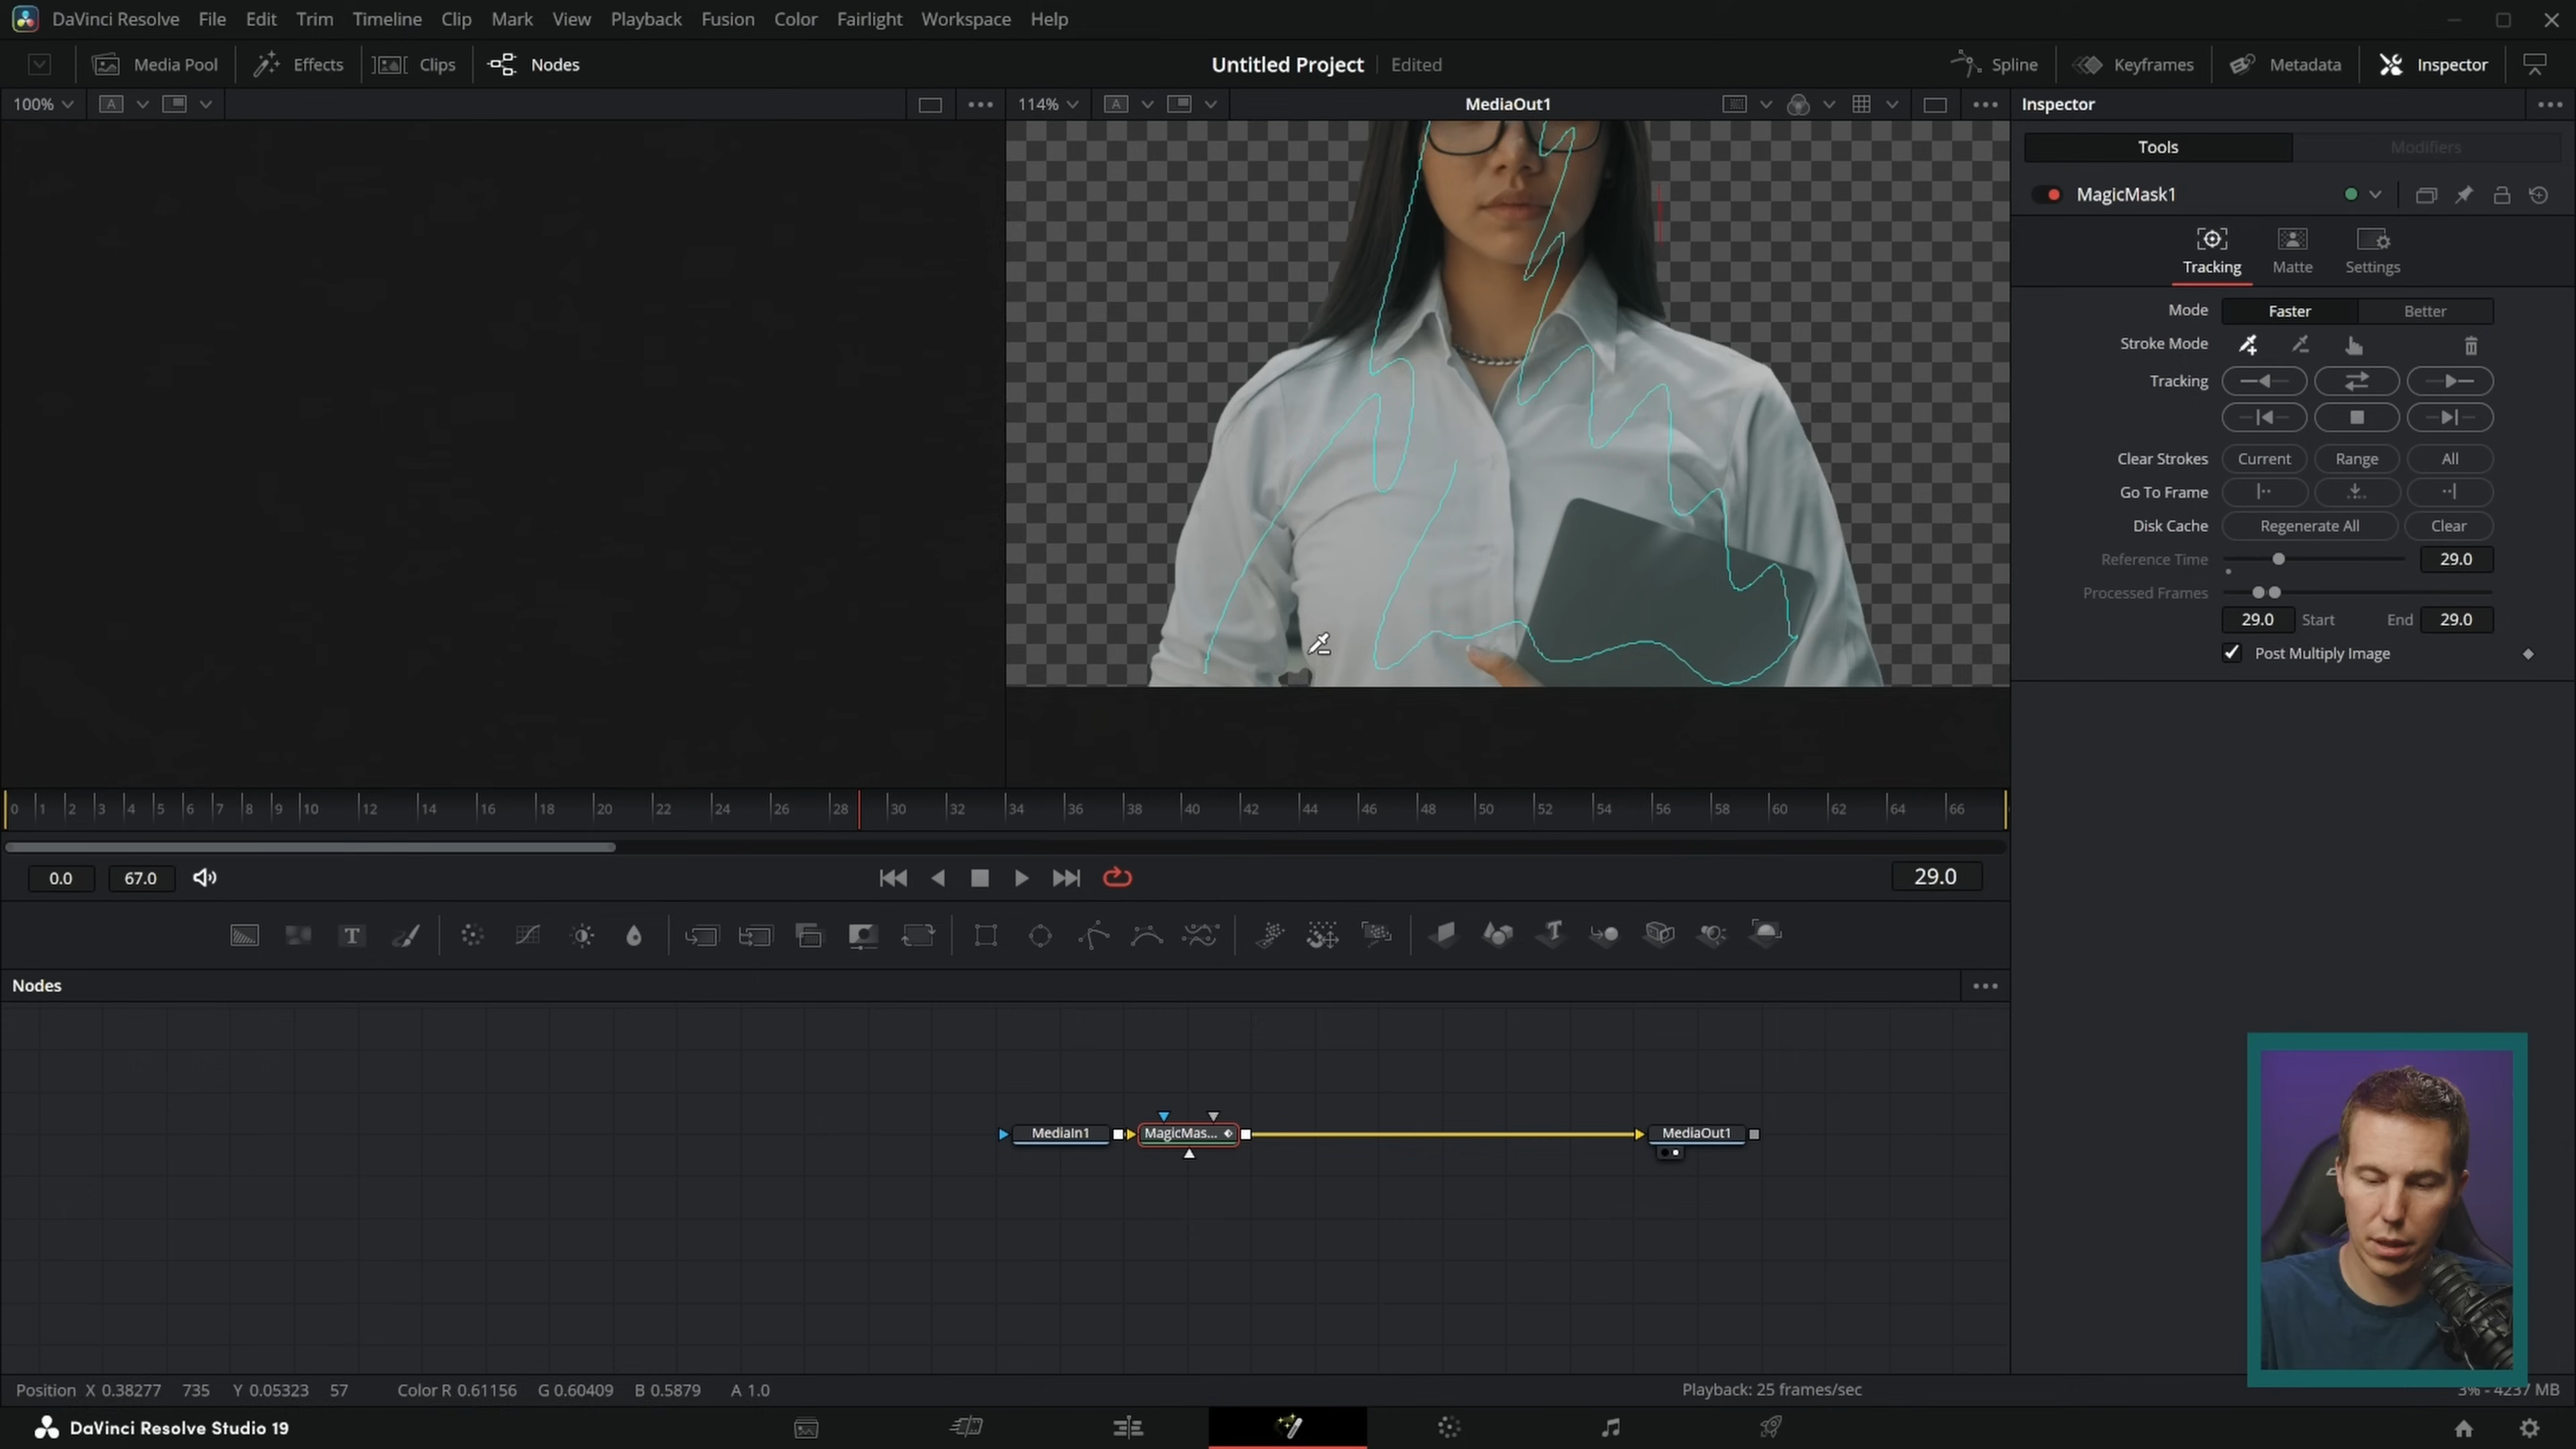 DaVinci Resolve File Edit Trim Timeline Clip Mark View Playback Fusion Color Fairlight Workspace Help
Media Pool Effects Clips Nodes Untitled Project Edited Spline Keyframes Metadata Inspector
100% A 114% A MediaOut1 Inspector
Tools Modifiers
MagicMask1
Tracking Matte Settings
Mode Faster Better
Stroke Mode
Tracking
Clear Strokes Current Range All
Go To Frame
Disk Cache Regenerate All Clear
Reference Time 29.0
Processed Frames
29.0 Start End 29.0
Post Multiply Image
0 1 2 3 4 5 6 7 8 9 10 12 14 16 18 20 22 24 26 28 30 32 34 36 38 40 42 44 46 48 50 52 54 56 58 60 62 64 66
0.0 67.0 29.0
T
Nodes
MediaIn1 MagicMas... MediaOut1
Position X 0.38277 735 Y 0.05323 57 Color R 0.61156 G 0.60409 B 0.5879 A 1.0 Playback: 25 frames/sec 3% - 4237 MB
DaVinci Resolve Studio 19